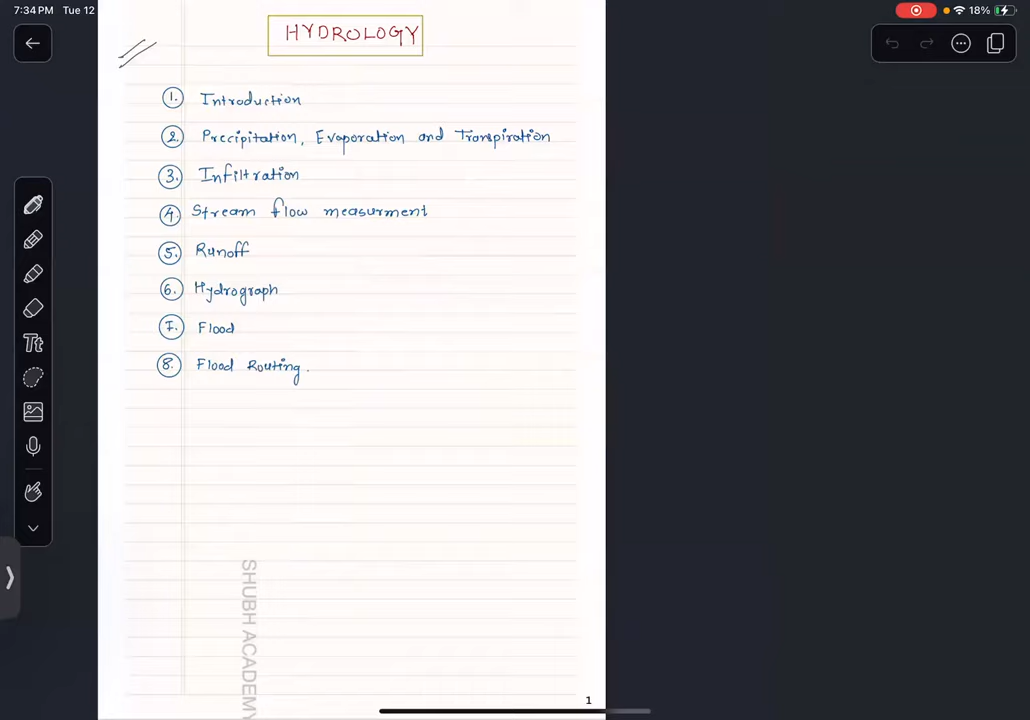 7:34 PM Tue 12
18%
HYDROLOGY
1. Introduction
2. Precipitation, Evaporation and Transpiration
3. Infiltration
4. Stream flow measurment
5. Runoff
6. Hydrograph
7. Flood
8. Flood Routing.
Tt
SHUBH ACADEMY
1